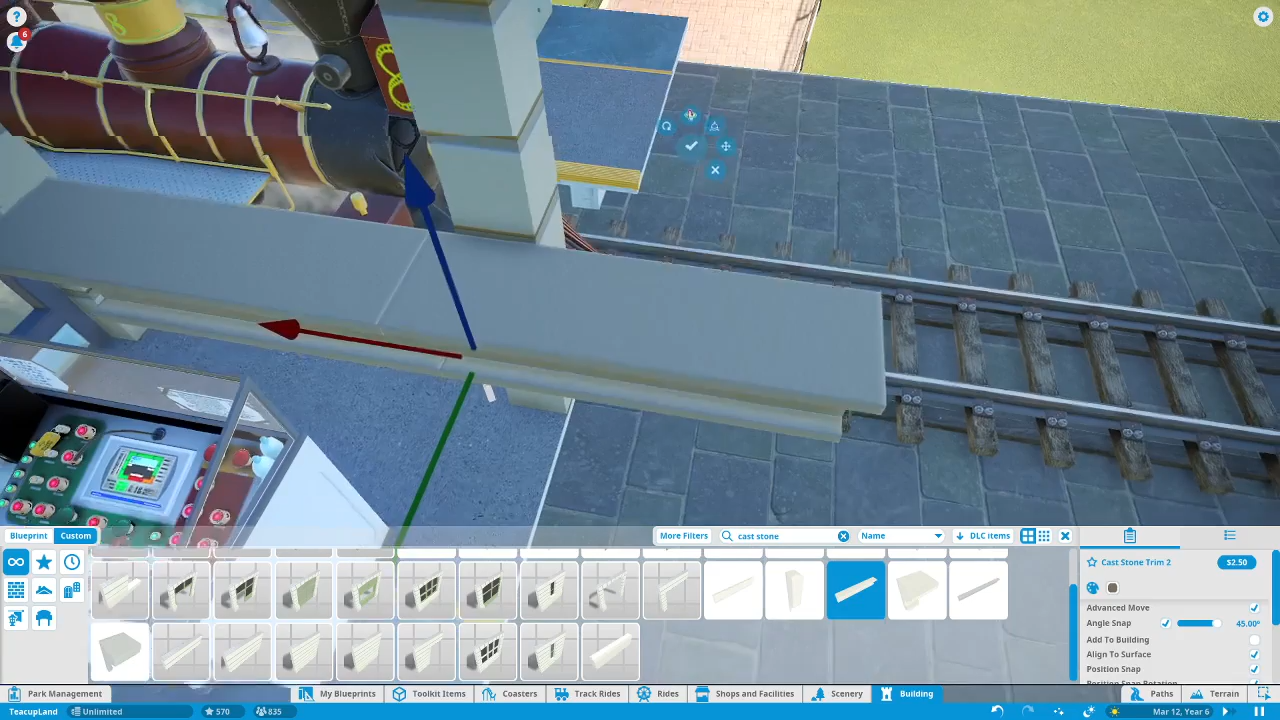 ?
6
8
8
Blueprint
Custom
More Filters
cast stone
Name
DLC items
Cast Stone Trim 2
$2.50
Advanced Move
Angle Snap
45.00°
Add To Building
Align To Surface
Position Snap
Park Management
My Blueprints
Toolkit Items
Coasters
Track Rides
Rides
Shops and Facilities
Scenery
Building
Paths
Terrain
TeacupLand
Unlimited
570
835
Mar 12, Year 6